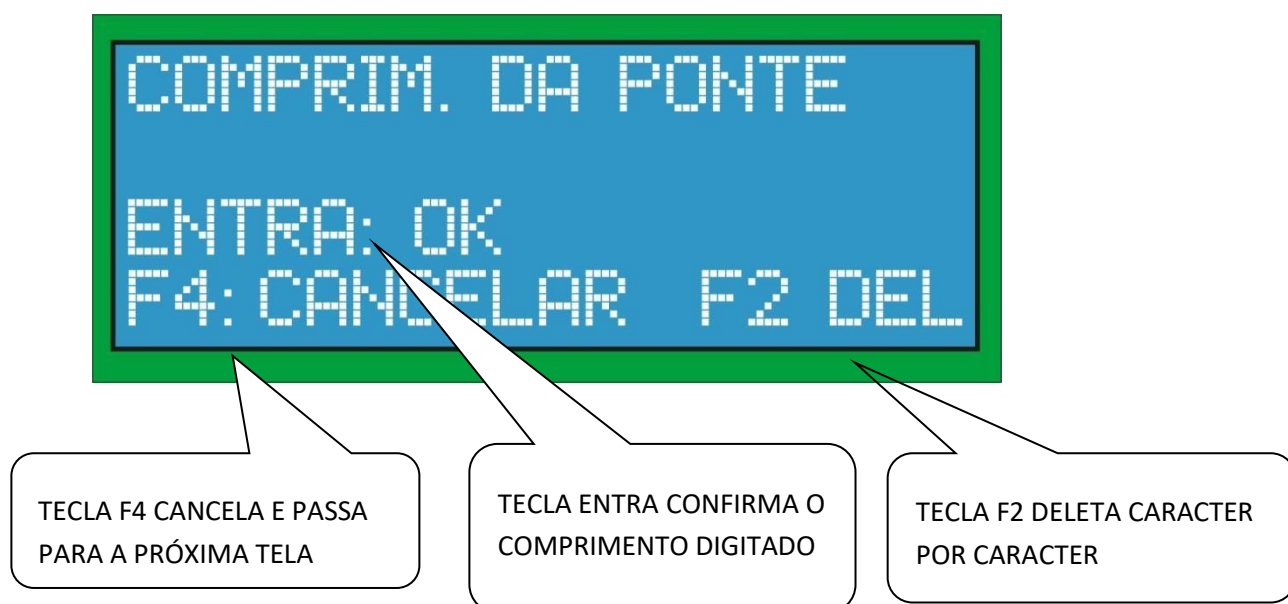 COMPRIM. DA PONTE
ENTRA: OK
F4: CANCELAR F2 DEL
TECLA F4 CANCELA E PASSA
PARA A PRÓXIMA TELA
TECLA ENTRA CONFIRMA O
COMPRIMENTO DIGITADO
TECLA F2 DELETA CARACTER
POR CARACTER